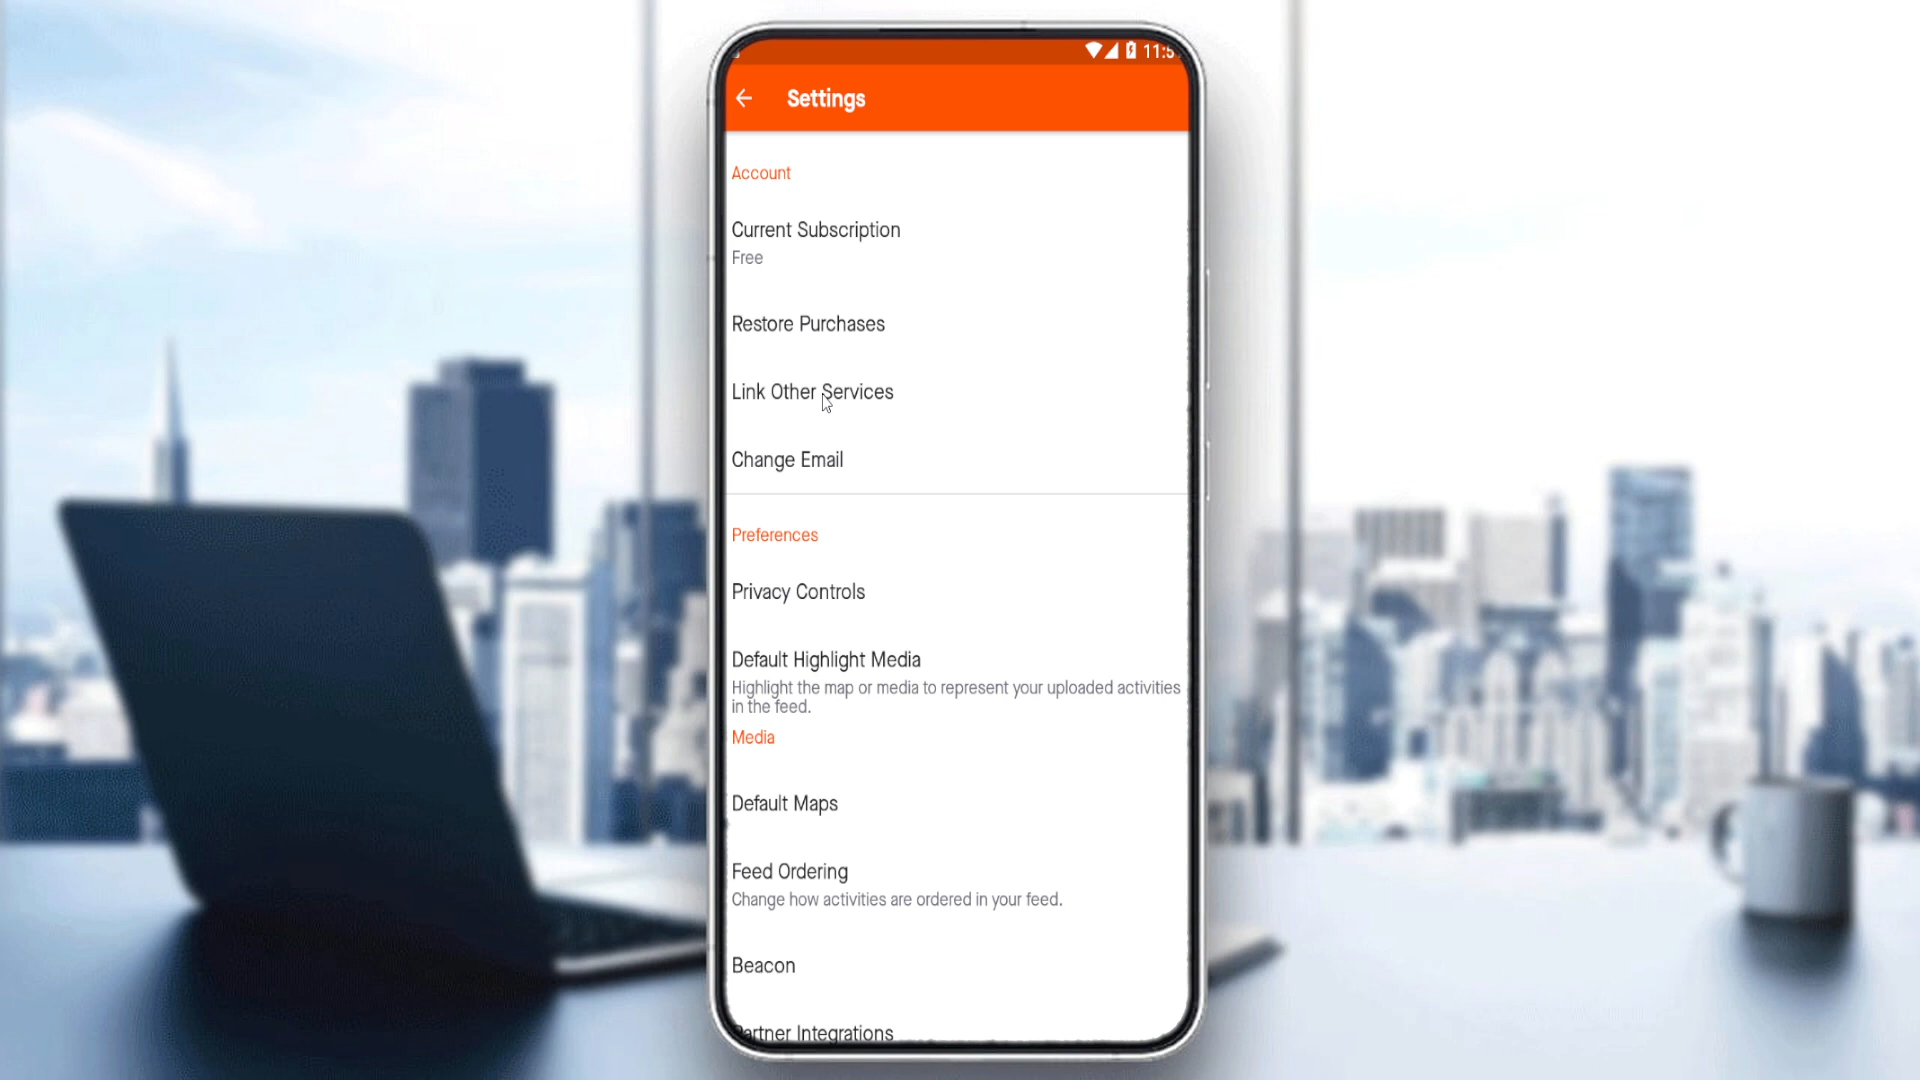 11:5
Settings
Account
Current Subscription
Free
Restore Purchases
Link Other Services
Change Email
Preferences
Privacy Controls
Default Highlight Media
Highlight the map or media to represent your uploaded activities
in the feed.
Media
Default Maps
Feed Ordering
Change how activities are ordered in your feed.
Beacon
Partner Integrations